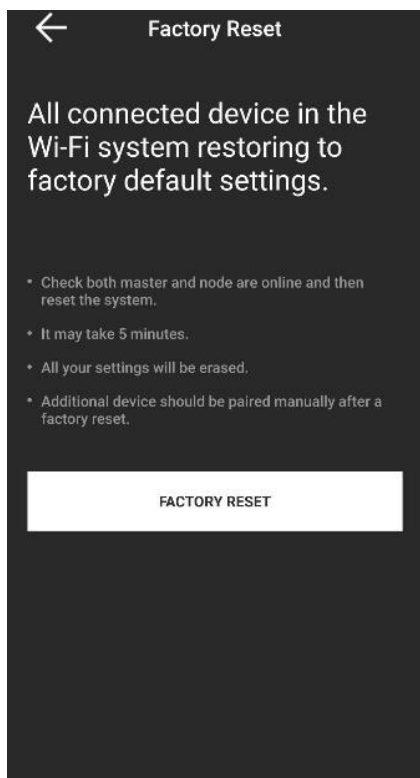 Factory Reset
All connected device in the
Wi-Fi system restoring to
factory default settings.
• Check both master and node are online and then
reset the system.
• It may take 5 minutes.
• All your settings will be erased.
• Additional device should be paired manually after a
factory reset.
FACTORY RESET